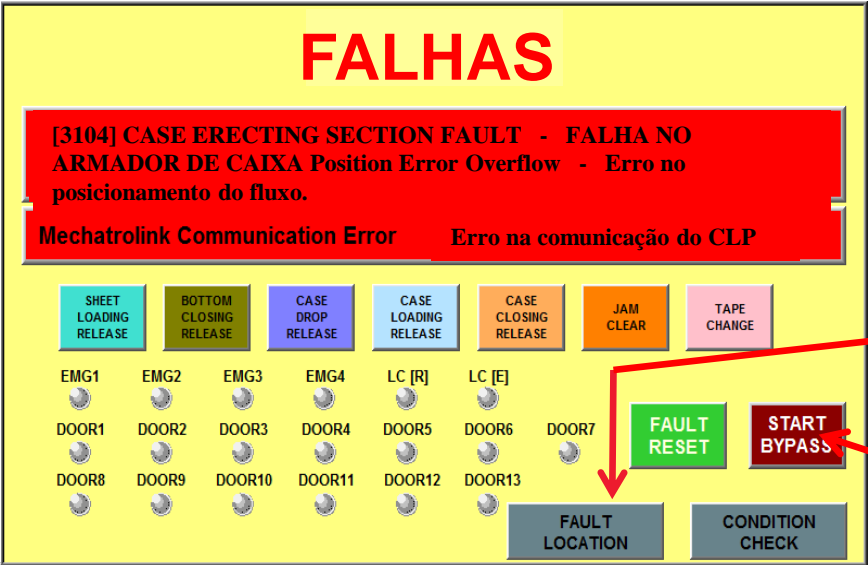 FALHAS
[3104] CASE ERECTING SECTION FAULT - FALHA NO
ARMADOR DE CAIXA Position Error Overflow - Erro no
posicionamento do fluxo.
Mechatrolink Communication Error Erro na comunicação do CLP
SHEET LOADING RELEASE
BOTTOM CLOSING RELEASE
CASE DROP RELEASE
CASE LOADING RELEASE
CASE CLOSING RELEASE
JAM CLEAR
TAPE CHANGE
EMG1 EMG2 EMG3 EMG4 LC [R] LC [E]
DOOR1 DOOR2 DOOR3 DOOR4 DOOR5 DOOR6 DOOR7
DOOR8 DOOR9 DOOR10 DOOR11 DOOR12 DOOR13
FAULT RESET
START BYPASS
FAULT LOCATION
CONDITION CHECK